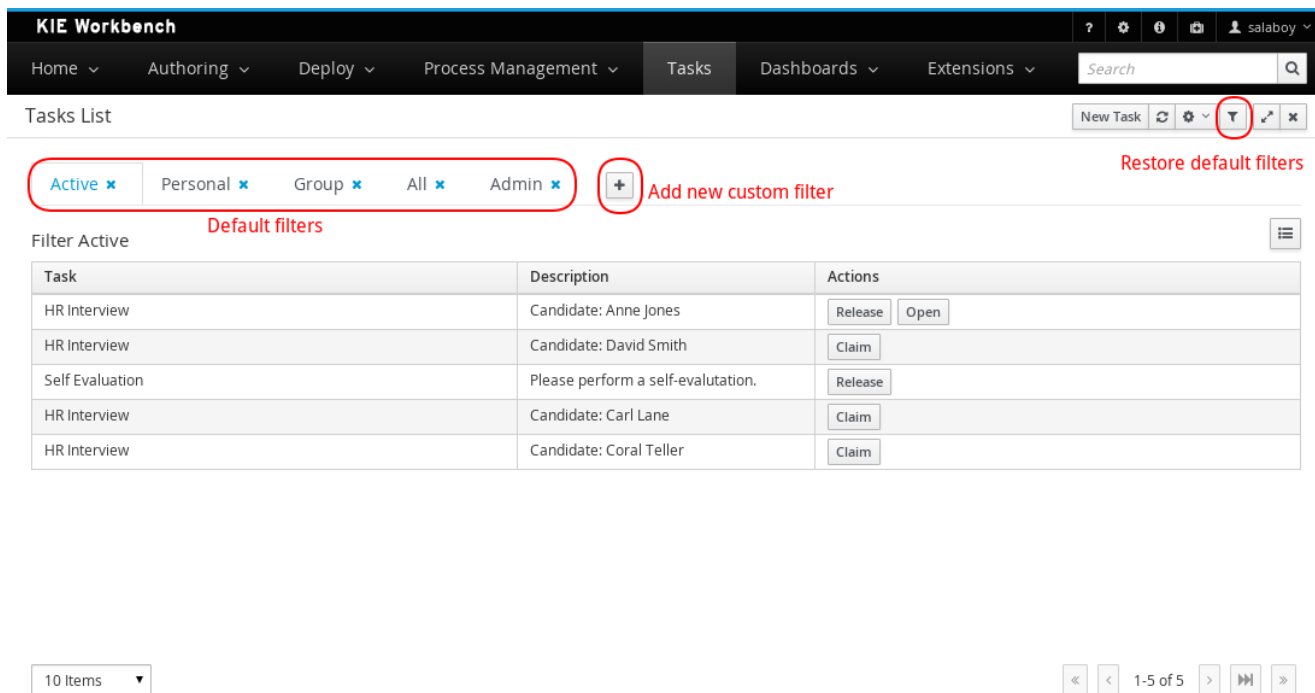 KIE Workbench
? salaboy
Home Authoring Deploy Process Management Tasks Dashboards Extensions Search
Tasks List
New Task
Restore default filters
Active Personal Group All Admin
Add new custom filter
Default filters
Filter Active
Task Description Actions
HR Interview Candidate: Anne Jones Release Open
HR Interview Candidate: David Smith Claim
Self Evaluation Please perform a self-evalutation. Release
HR Interview Candidate: Carl Lane Claim
HR Interview Candidate: Coral Teller Claim
10 Items
1-5 of 5